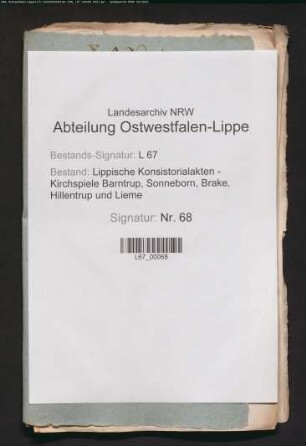 Landesarchiv NRW
Abteilung Ostwestfalen-Lippe
Bestands-Signatur: L 67
Bestand: Lippische Konsistorialakten -
Kirchspiele Barntrup, Sonneborn, Brake,
Hillentrup und Lieme
Signatur: Nr. 68
L67_00068